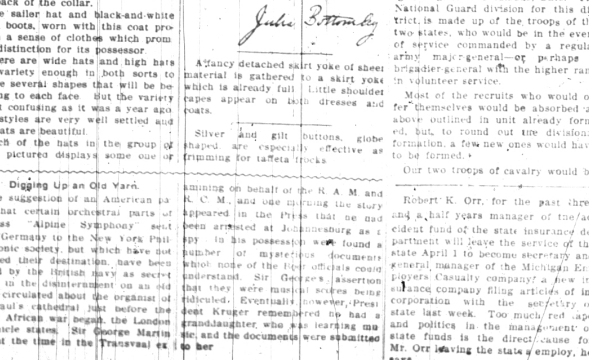 back of the collar.
saller hat and black-and-white
boots, worn with this coat pro-
a sense of clothes which prom
distinction for its possessor.
ere are wide hats and high hats
variety enough in both sorts to
e several shapes that will be be-
ng to each face But the variety
t confusing as it was a year ago
styles are very well settled and
ats are beautiful.
ch of the hats in the group of
pictured displays some one of
Digging Up an Old Yarn.
e suggestion of an American pa
that certain orchestral parts of
ss "Alpine Symphony" sent
Germany to the New York Phil
onic society, but which have not
ed their destination, have been
d by the British navy as secret
in the disinterment on an old
circulated about the organist of
aul's cathedral just before the
African war began, the London
acle states. Sir George Martin
at the time in the Transvaal ex
Julia Bottomley
A fancy detached skirt yoke of sheer
material is gathered to a skirt yoke
which is already full Little shoulder
capes appear on both dresses and
coats.
Silver and gilt buttons, globe
shaped, are especially effective as
trimming for taffeta frocks
amining on behalf of the R. A. M. and
R. C. M., and one morning the story
appeared in the Press that he had
been arrested at Johannesburg as a
spy In his possession were found a
number of mysterious documents
which none of the Boer officials could
understand. Sir George's assertion
that they were musical scores being
ridiculed. Eventually, however, Presi
dent Kruger remembered he had a
granddaughter, who was learning mu
sic, and the documents were submitted
to her
National Guard division for this di
trict, is made up of the troops of th
two states, who would be in the even
of service commanded by a regula
army major-general—or perhaps
brigadier-general with the higher ran
in volunteer service.
Most of the recruits who would o
fer themselves would be absorbed a
above outlined in unit already form
ed, but, to round out the division
formation, a few new ones would hav
to be formed.
Our two troops of cavalry would b
Robert K. Orr, for the past thre
and a half years manager of the ac
cident fund of the state insurance de
partment will leave the service of th
state April 1 to become secretary an
general manager of the Michigan Em
ployers Casualty company, a new in
surance company filing articles of in
corporation with the secretary o
state last week. Too much red tape
and politics in the management of
state funds is the direct cause fo
Mr. Orr leaving the state employ, he